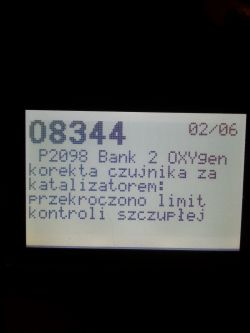 08344 02/06
P2098 Bank 2 OXYgen
korekta czujnika za
katalizatorem:
przekroczono limit
kontroli szczupłej